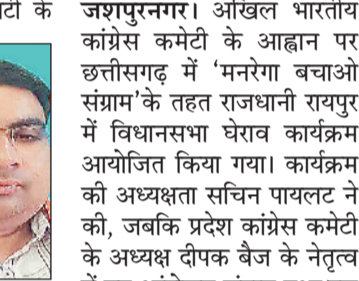 टी के
जशपुरनगर। अखिल भारतीय
कांग्रेस कमेटी के आह्वान पर
छत्तीसगढ़ में ‘मनरेगा बचाओ
संग्राम’के तहत राजधानी रायपुर
में विधानसभा घेराव कार्यक्रम
आयोजित किया गया। कार्यक्रम
की अध्यक्षता सचिन पायलट ने
की, जबकि प्रदेश कांग्रेस कमेटी
के अध्यक्ष दीपक बैज के नेतृत्व